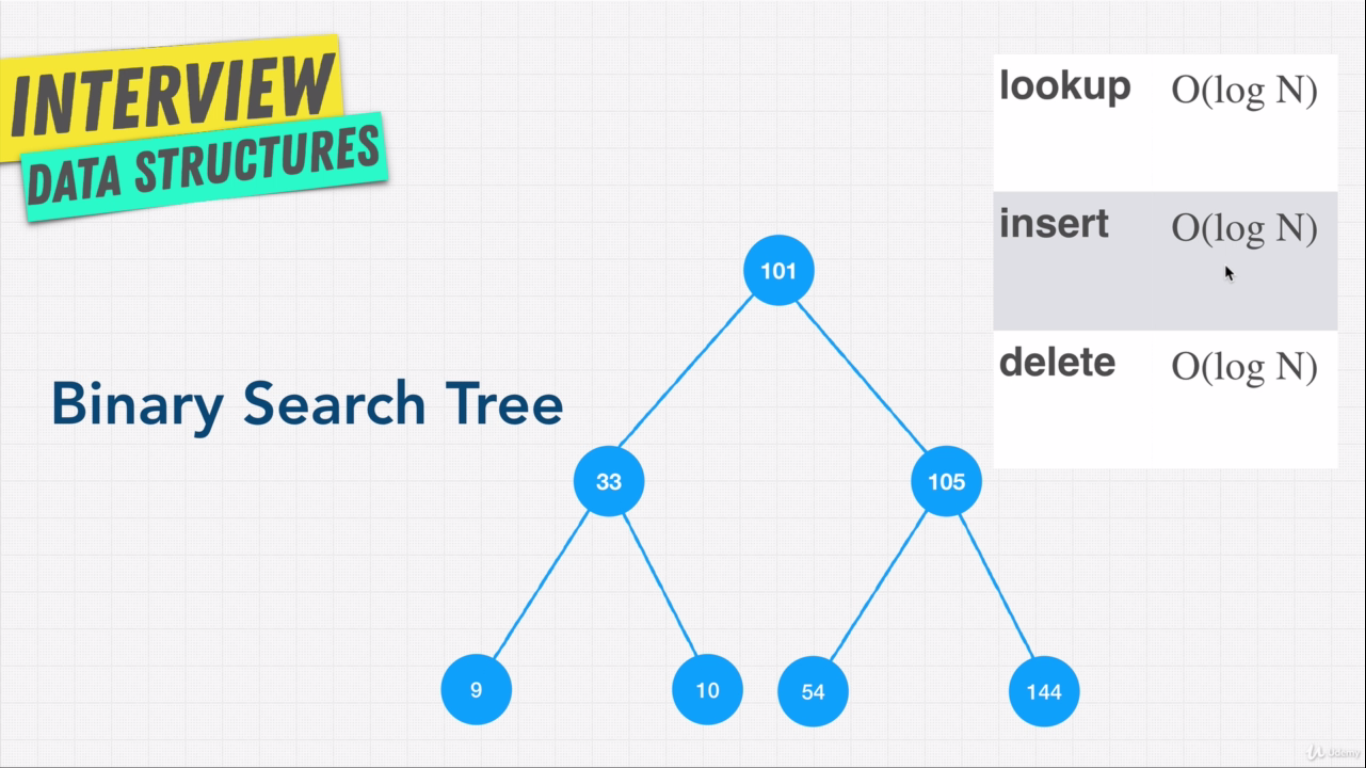 INTERVIEW
DATA STRUCTURES
lookup O(log N)
insert O(log N)
delete O(log N)
Binary Search Tree
101
33 105
9 10 54 144
Udemy